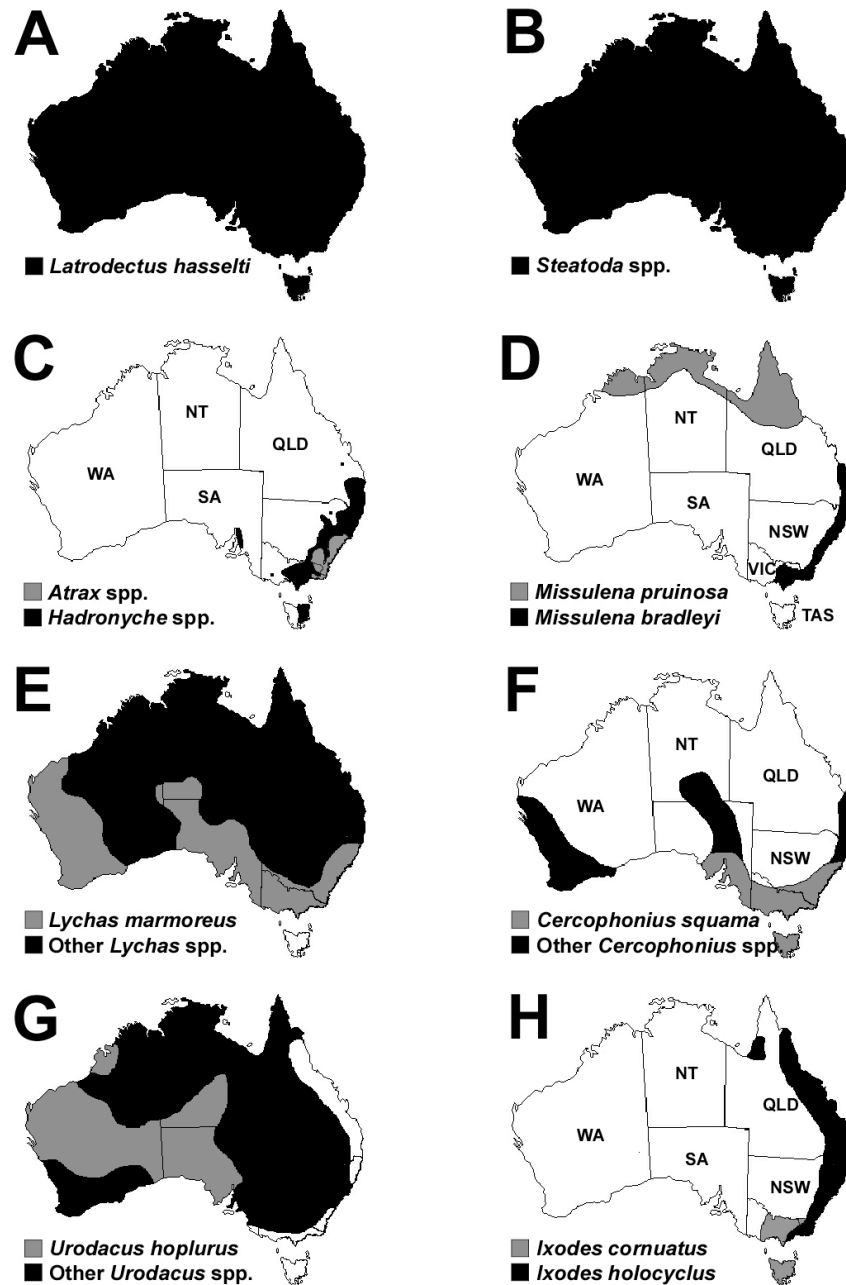 A
Latrodectus hasselti
B
Steatoda spp.
C
WA
NT
QLD
SA
Atrax spp.
Hadronyche spp.
D
WA
NT
QLD
SA
NSW
VIC
TAS
Missulena pruinosa
Missulena bradleyi
E
Lychas marmoreus
Other Lychas spp.
F
WA
NT
QLD
NSW
Cercophonius squama
Other Cercophonius spp
G
Urodacus hoplurus
Other Urodacus spp.
H
WA
NT
QLD
SA
NSW
Ixodes cornuatus
Ixodes holocyclus